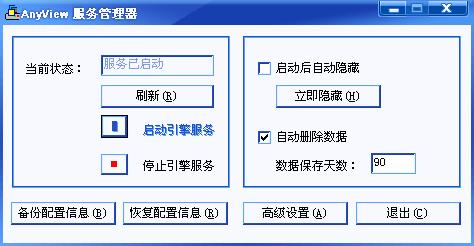 AnyView 服务管理器
当前状态： 服务已启动
刷新(R)
启动引擎服务
停止引擎服务
启动后自动隐藏
立即隐藏(H)
自动删除数据
数据保存天数： 90
备份配置信息(B) 恢复配置信息(R) 高级设置(A) 退出(C)